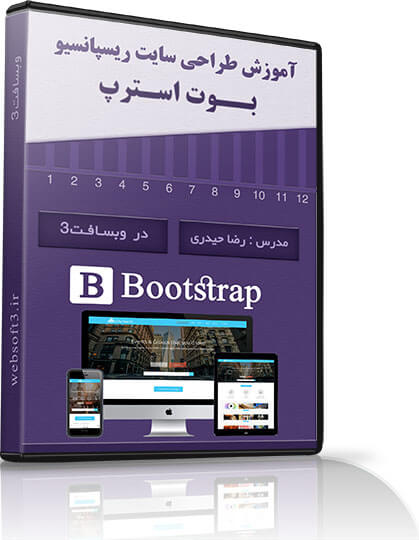 آموزش طراحی سایت ریسپانسیو
بوت استرپ
1 2 3 4 5 6 7 8 9 10 11 12
مدرس : رضا حیدری
در وبسافت3
B Bootstrap
وبسافت3
websoft3.ir